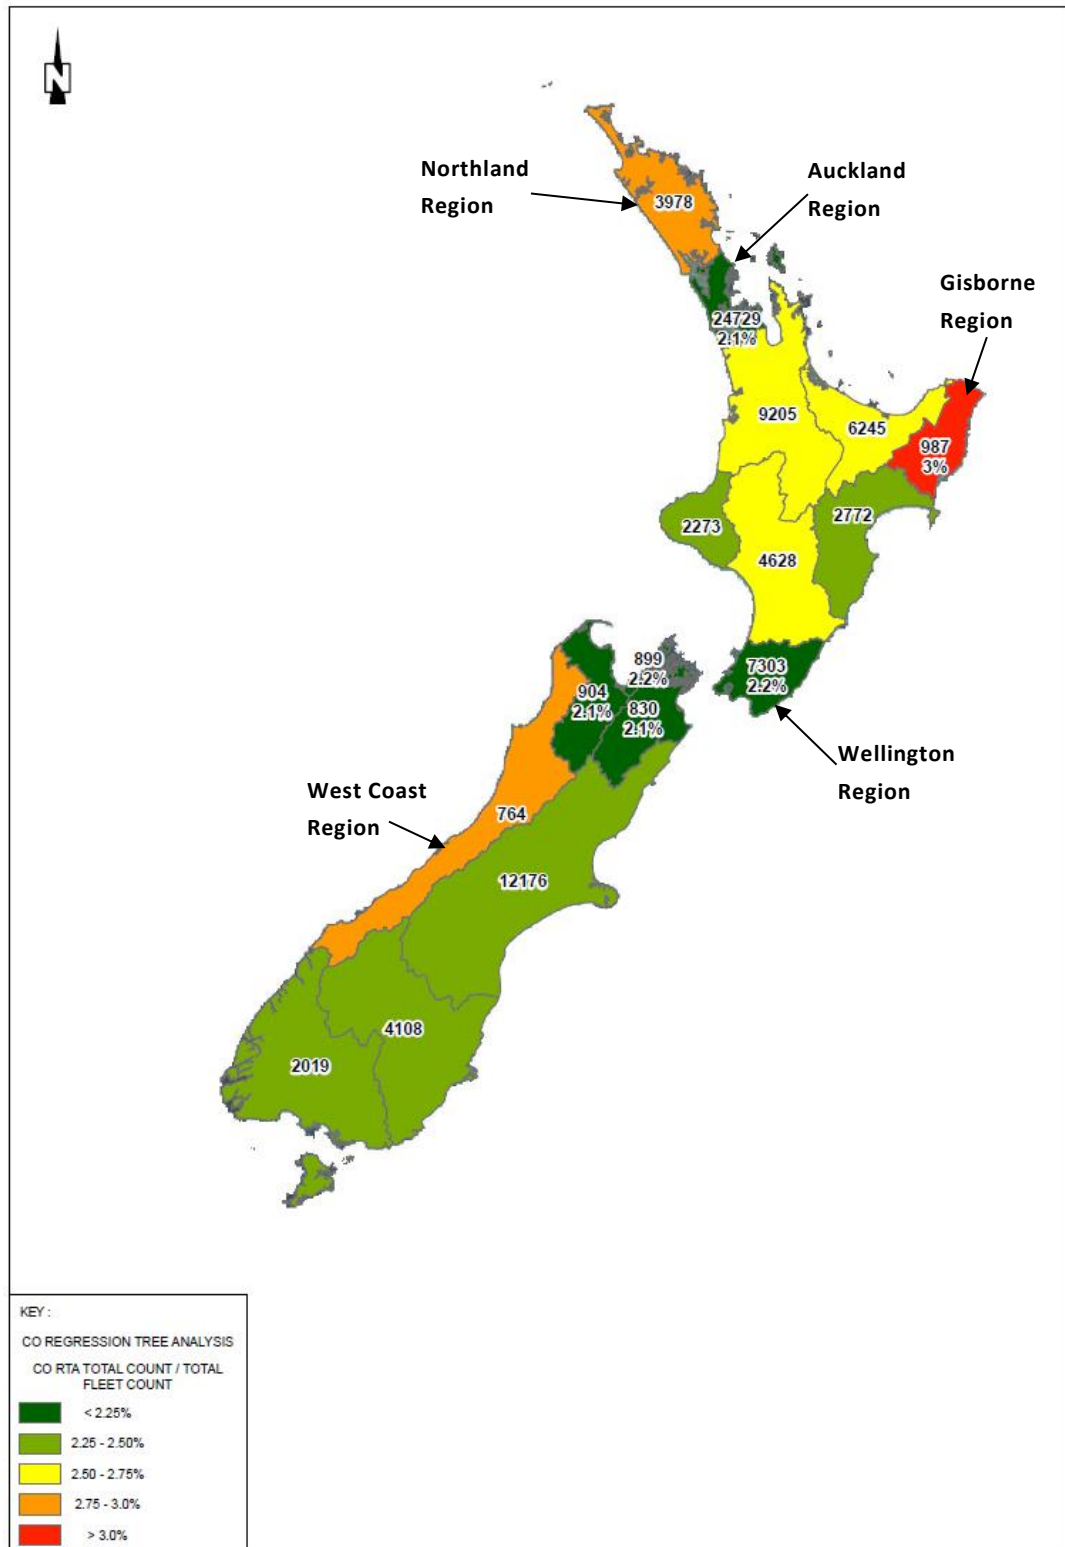 N
Northland
Region
Auckland
Region
3978
Gisborne
Region
24729
2.1%
9205
6245
987
3%
2273
2772
4628
899
2.2%
7303
2.2%
904
2.1%
830
2.1%
Wellington
Region
West Coast
Region
764
12176
4108
2019
KEY :
CO REGRESSION TREE ANALYSIS
CO RTA TOTAL COUNT / TOTAL
FLEET COUNT
< 2.25%
2.25 - 2.50%
2.50 - 2.75%
2.75 - 3.0%
> 3.0%